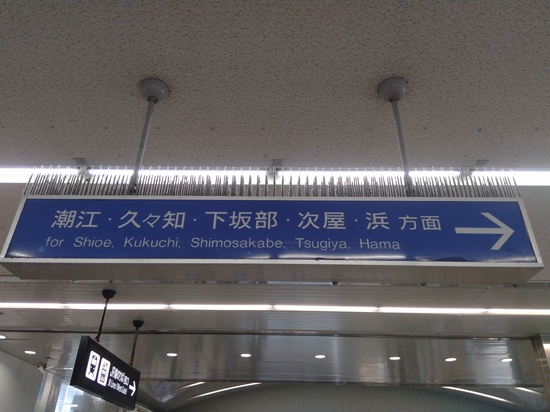 潮江・久々知・下坂部・次屋・浜 方面
for Shioe, Kukuchi, Shimosakabe, Tsugiya, Hama